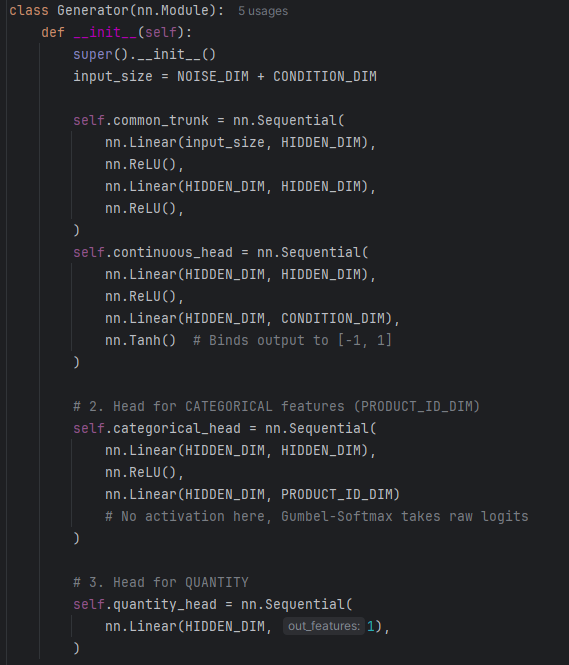 class Generator(nn.Module):  5 usages
    def __init__(self):
        super().__init__()
        input_size = NOISE_DIM + CONDITION_DIM

        self.common_trunk = nn.Sequential(
            nn.Linear(input_size, HIDDEN_DIM),
            nn.ReLU(),
            nn.Linear(HIDDEN_DIM, HIDDEN_DIM),
            nn.ReLU(),
        )
        self.continuous_head = nn.Sequential(
            nn.Linear(HIDDEN_DIM, HIDDEN_DIM),
            nn.ReLU(),
            nn.Linear(HIDDEN_DIM, CONDITION_DIM),
            nn.Tanh()  # Binds output to [-1, 1]
        )

        # 2. Head for CATEGORICAL features (PRODUCT_ID_DIM)
        self.categorical_head = nn.Sequential(
            nn.Linear(HIDDEN_DIM, HIDDEN_DIM),
            nn.ReLU(),
            nn.Linear(HIDDEN_DIM, PRODUCT_ID_DIM)
            # No activation here, Gumbel-Softmax takes raw logits
        )

        # 3. Head for QUANTITY
        self.quantity_head = nn.Sequential(
            nn.Linear(HIDDEN_DIM, out_features: 1),
        )